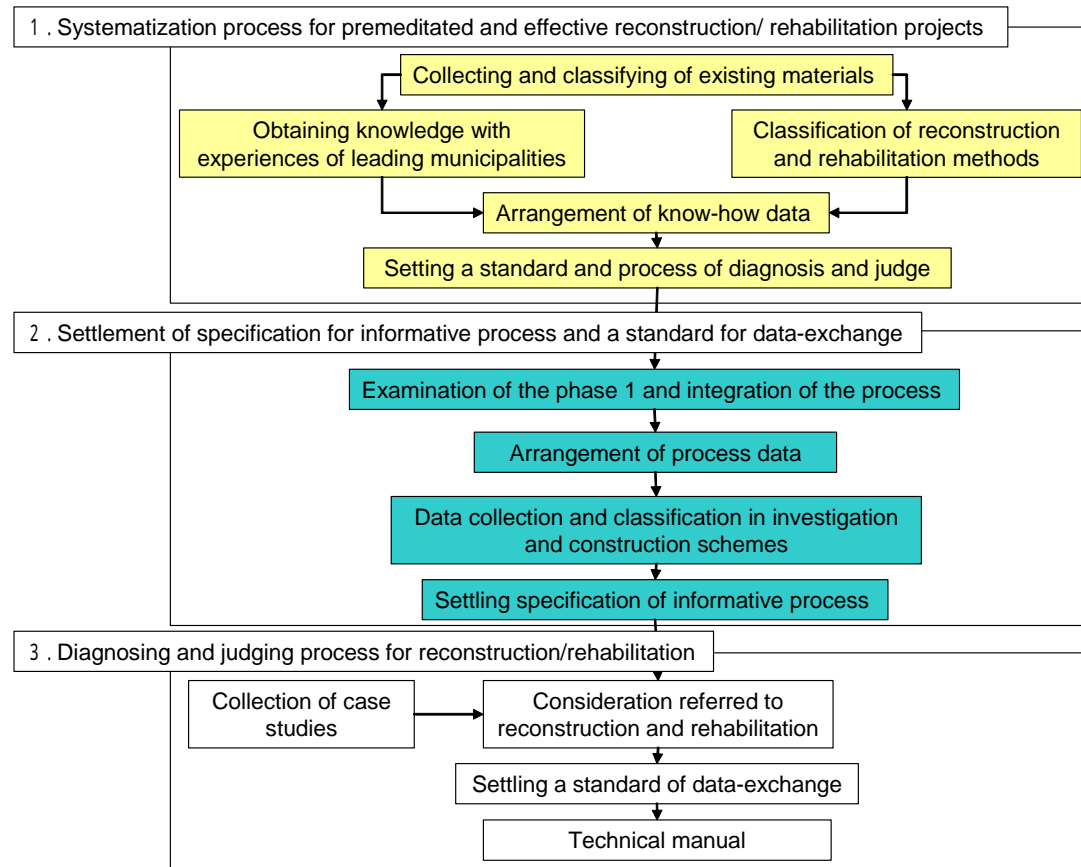 1 . Systematization process for premeditated and effective reconstruction/ rehabilitation projects
Collecting and classifying of existing materials
Obtaining knowledge with
experiences of leading municipalities
Classification of reconstruction
and rehabilitation methods
Arrangement of know-how data
Setting a standard and process of diagnosis and judge
2 . Settlement of specification for informative process and a standard for data-exchange
Examination of the phase 1 and integration of the process
Arrangement of process data
Data collection and classification in investigation
and construction schemes
Settling specification of informative process
3 . Diagnosing and judging process for reconstruction/rehabilitation
Collection of case
studies
Consideration referred to
reconstruction and rehabilitation
Settling a standard of data-exchange
Technical manual